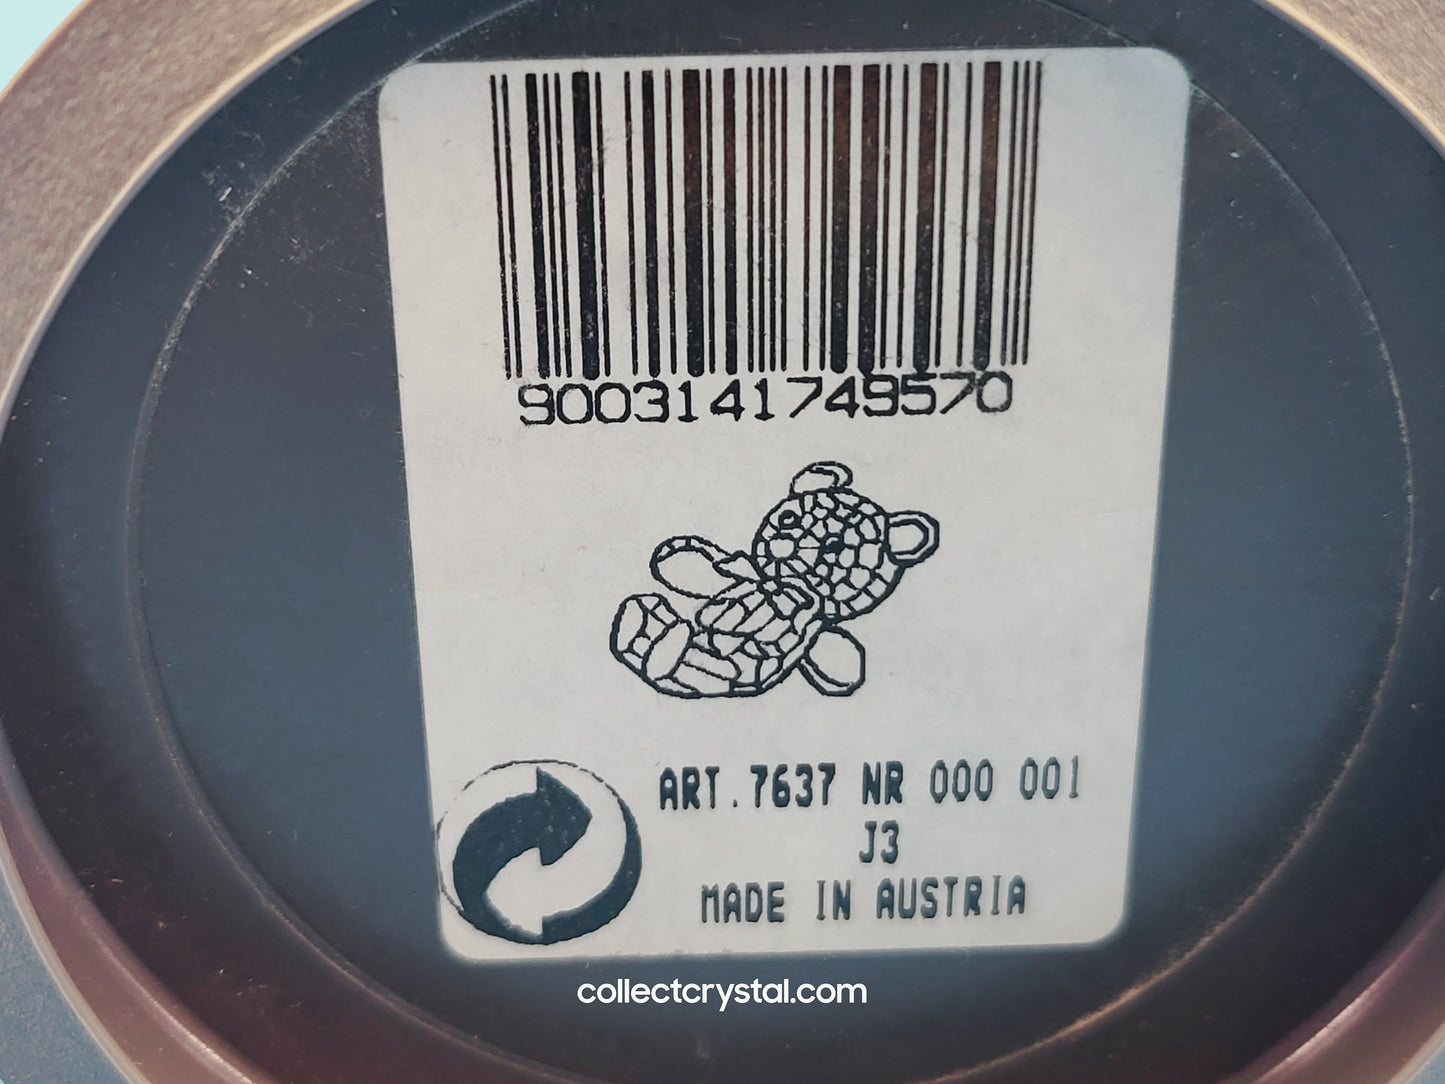 9003141749570
ART.7637 NR 000 001
J3
MADE IN AUSTRIA
collectcrystal.com